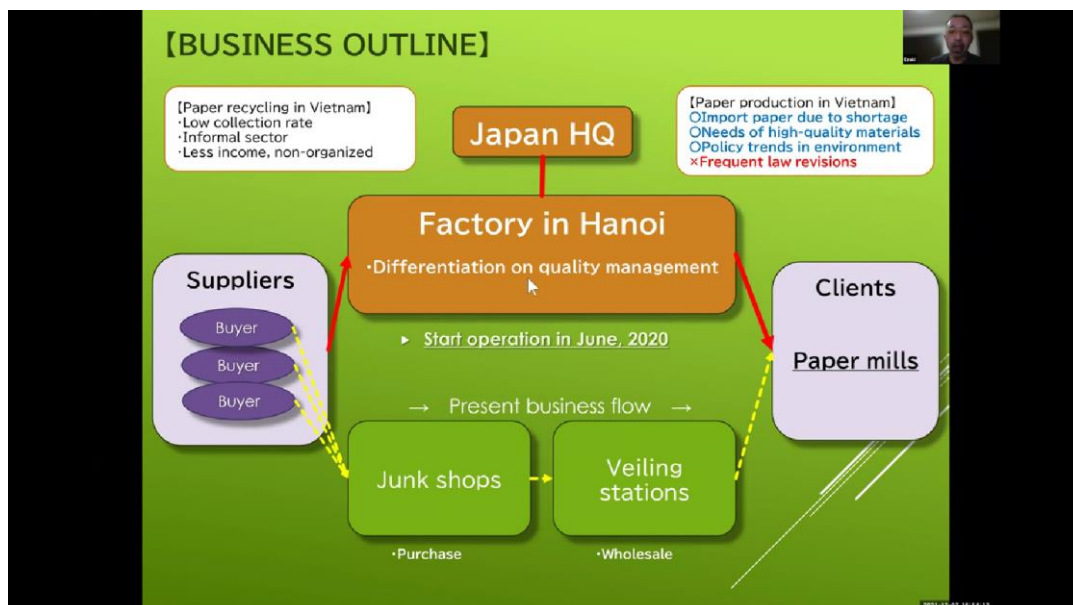 【BUSINESS OUTLINE】
【Paper recycling in Vietnam】
・Low collection rate
・Informal sector
・Less income, non-organized
Japan HQ
【Paper production in Vietnam】
○Import paper due to shortage
○Needs of high-quality materials
○Policy trends in environment
×Frequent law revisions
Factory in Hanoi
・Differentiation on quality management
Suppliers
Buyer
Buyer
Buyer
Clients
Paper mills
▸ Start operation in June, 2020
→ Present business flow →
Junk shops
Veiling
stations
・Purchase
・Wholesale